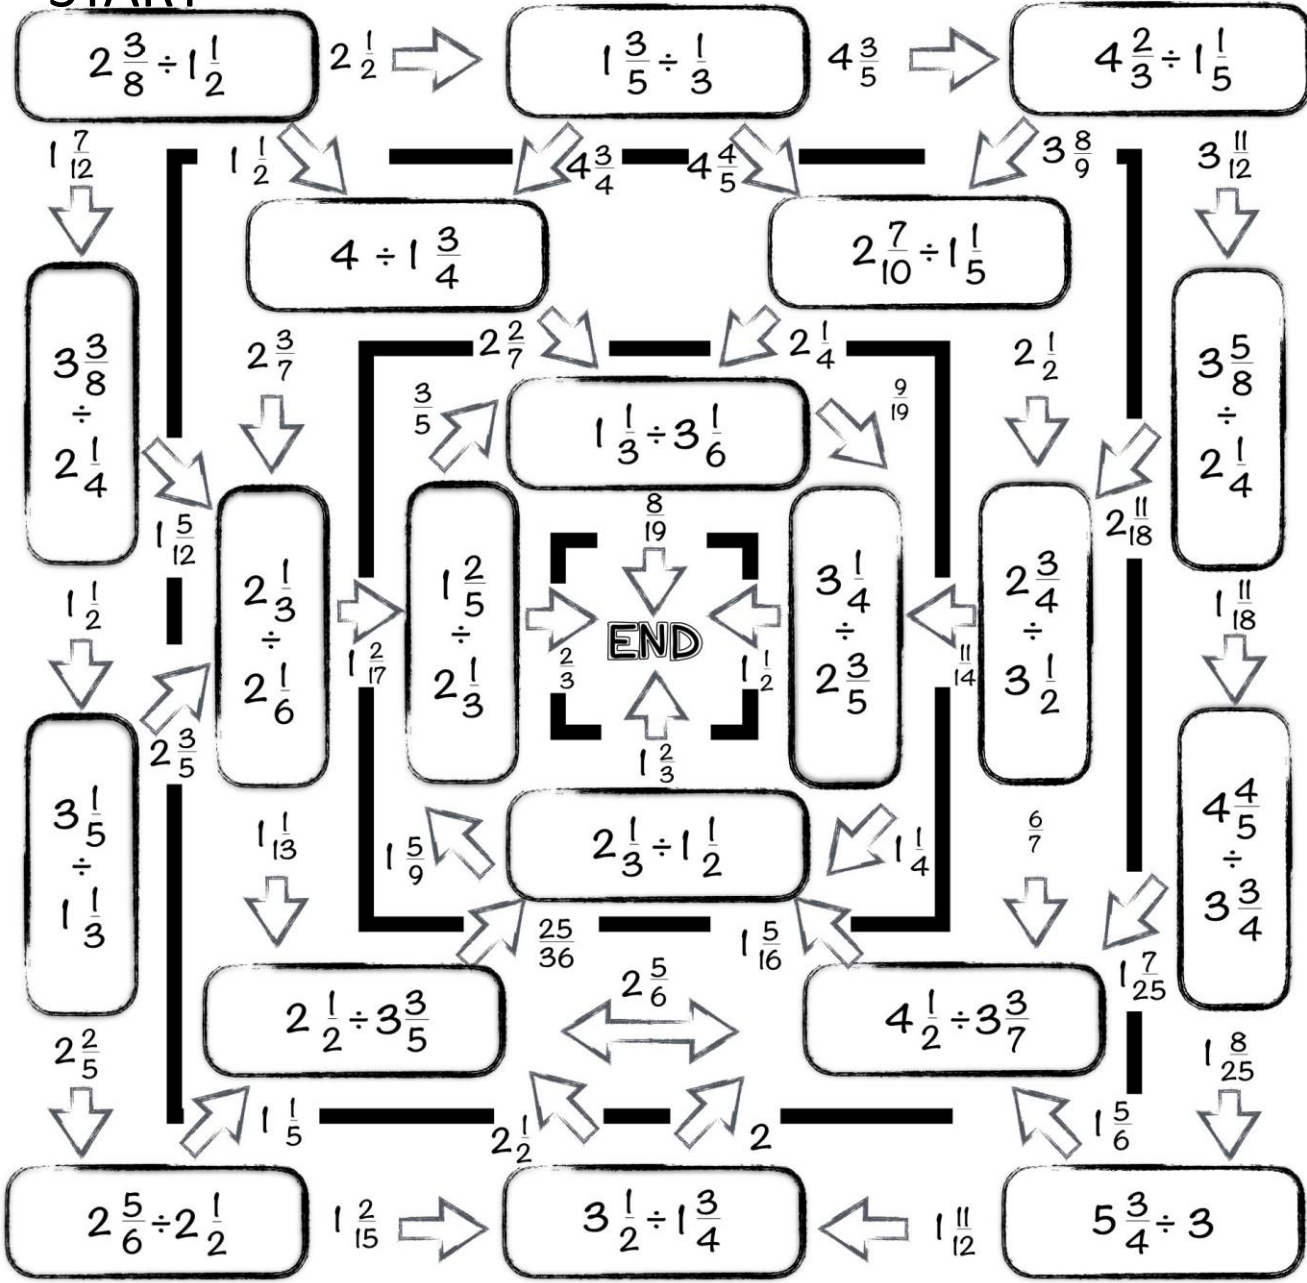 START
2 3/8 ÷ 1 1/2
2 1/2
1 3/5 ÷ 1/3
4 3/5
4 2/3 ÷ 1 1/5
1 7/12
1 1/2
4 3/4
4 4/5
3 8/9
3 11/12
4 ÷ 1 3/4
2 7/10 ÷ 1 1/5
3 3/8 ÷ 2 1/4
2 3/7
2 2/7
2 1/4
2 1/2
3 5/8 ÷ 2 1/4
3/5
1 1/3 ÷ 3 1/6
9/19
1 5/12
8/19
2 11/18
1 1/2
2 1/3 ÷ 2 1/6
1 2/17
1 2/5 ÷ 2 1/3
2/3
END
1 1/2
3 1/4 ÷ 2 3/5
11/14
2 3/4 ÷ 3 1/2
1 11/18
2 3/5
1 2/3
3 1/5 ÷ 1 1/3
1 1/13
1 5/9
2 1/3 ÷ 1 1/2
1 1/4
6/7
4 4/5 ÷ 3 3/4
25/36
1 5/16
2 1/2 ÷ 3 3/5
2 5/6
4 1/2 ÷ 3 3/7
1 7/25
2 2/5
1 8/25
1 1/5
2 1/2
2
1 5/6
2 5/6 ÷ 2 1/2
1 2/15
3 1/2 ÷ 1 3/4
1 11/12
5 3/4 ÷ 3